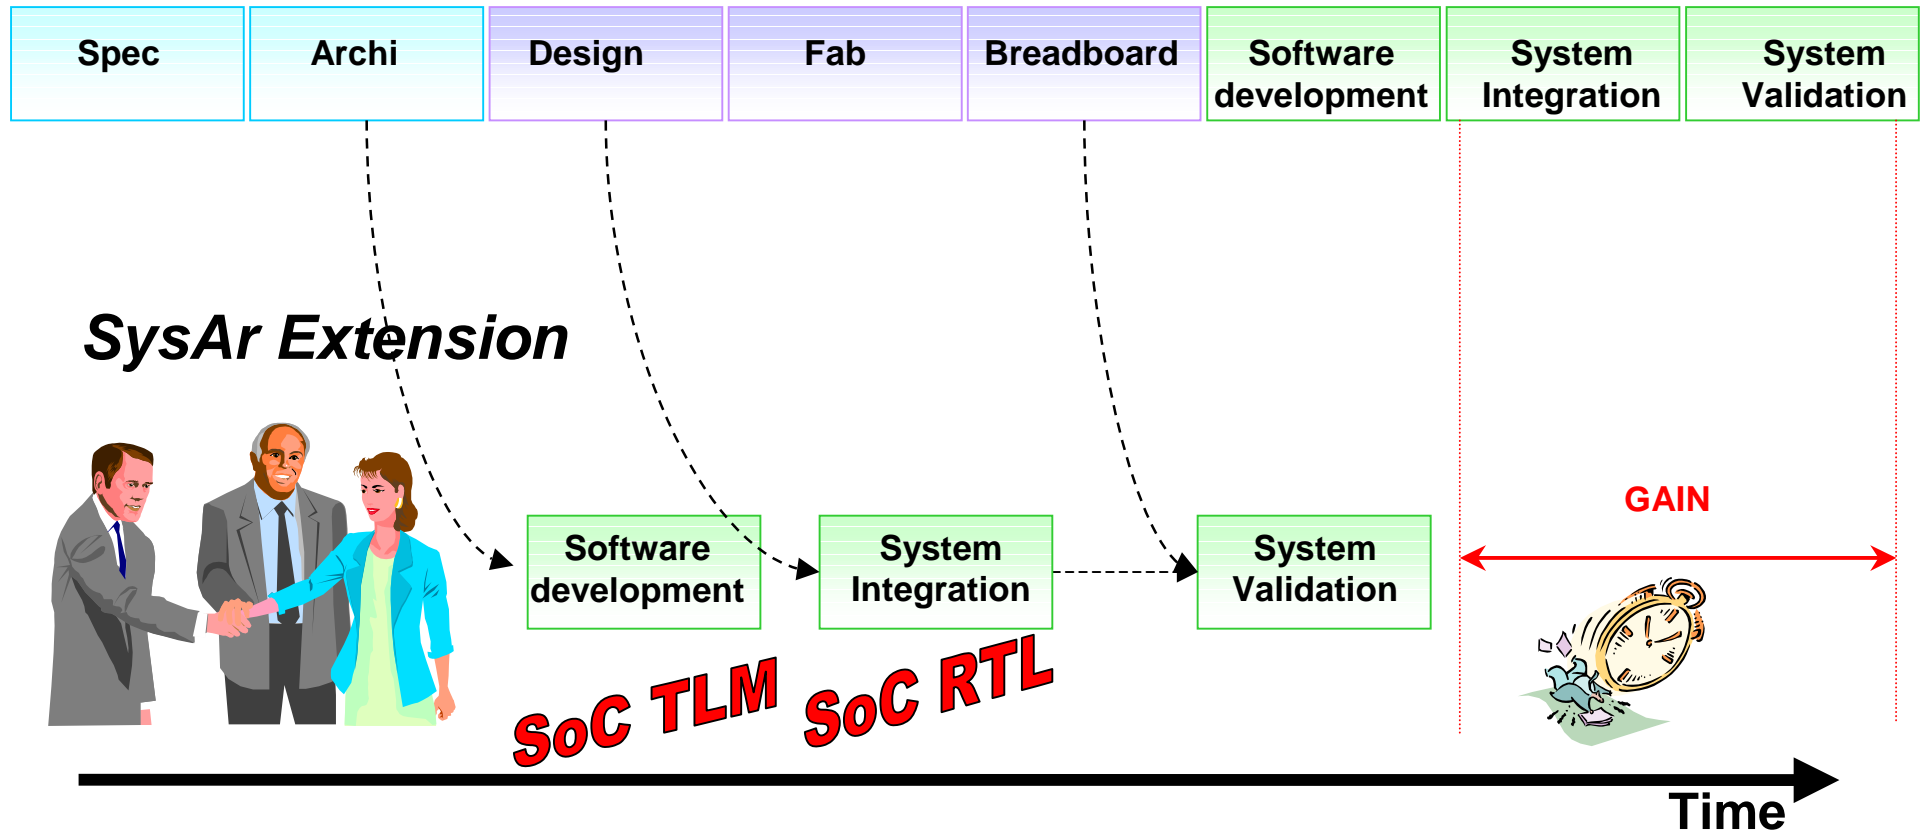 Spec
Archi
Design
Fab
Breadboard
Software
development
System
Integration
System
Validation
SysAr Extension
GAIN
Software
development
System
Integration
System
Validation
SoC TLM
SoC RTL
Time